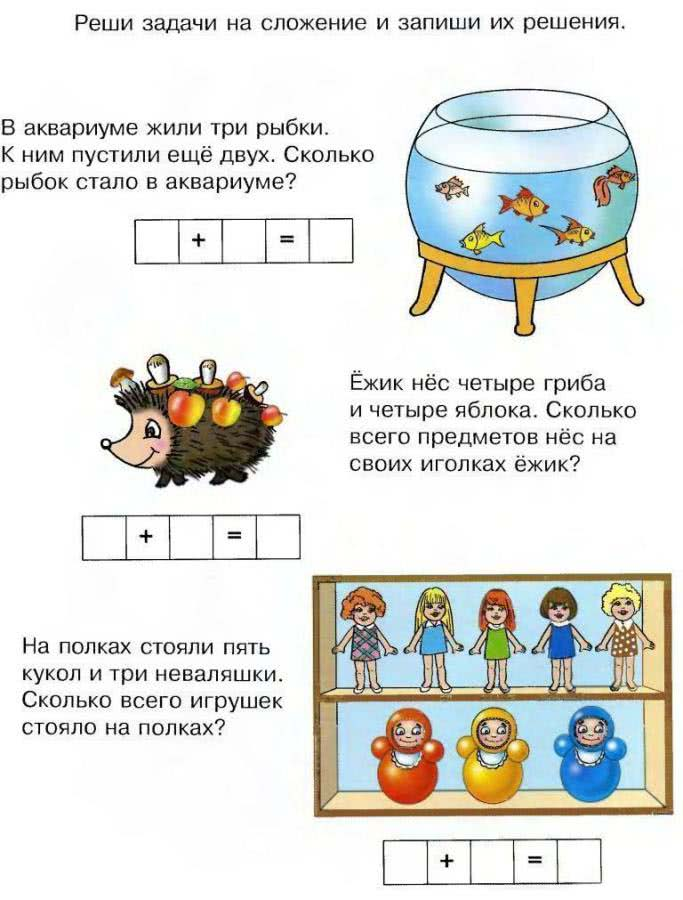 Реши задачи на сложение и запиши их решения.
В аквариуме жили три рыбки.
К ним пустили ещё двух. Сколько
рыбок стало в аквариуме?
+ =
Ёжик нёс четыре гриба
и четыре яблока. Сколько
всего предметов нёс на
своих иголках ёжик?
+ =
На полках стояли пять
кукол и три неваляшки.
Сколько всего игрушек
стояло на полках?
+ =